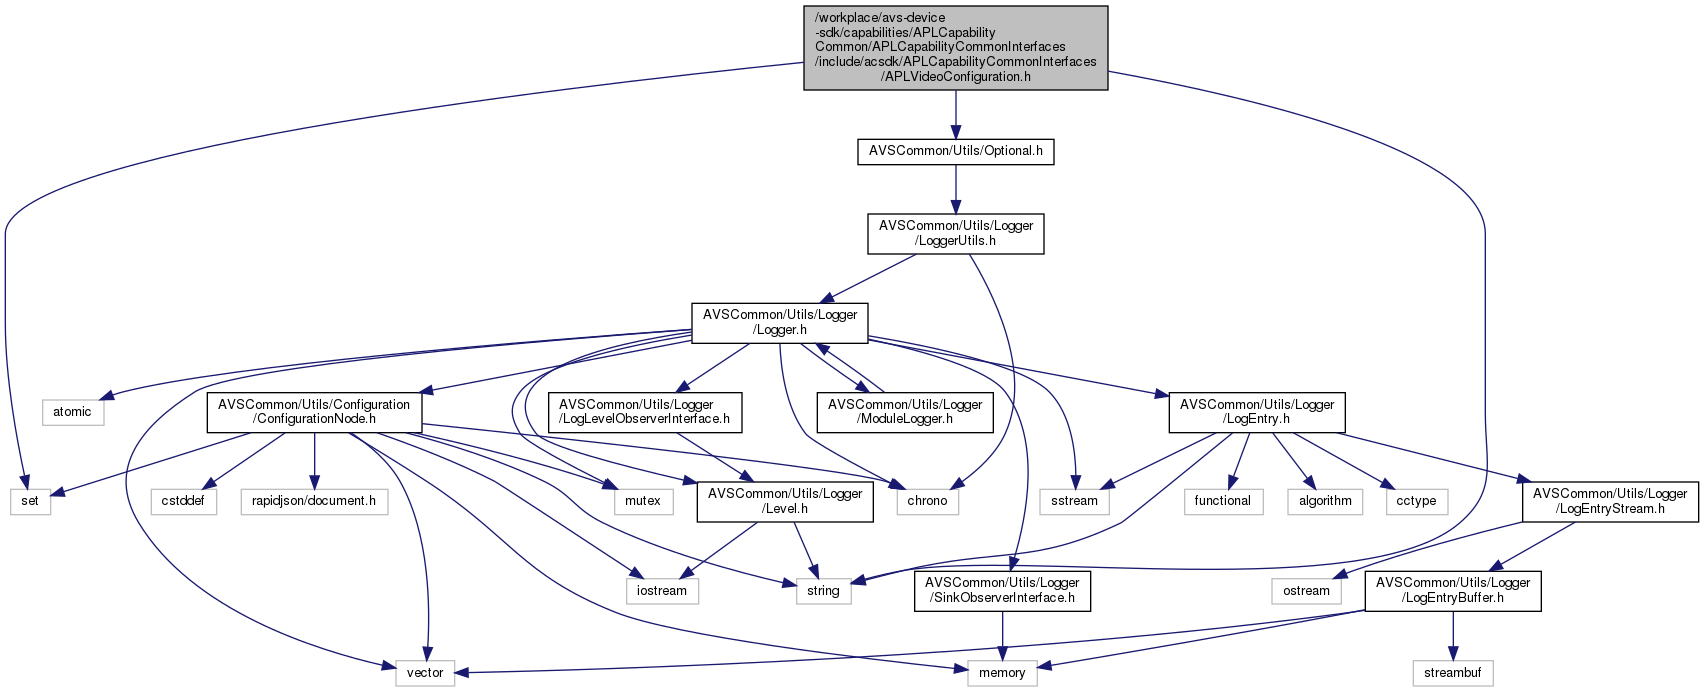 /workplace/avs-device
-sdk/capabilities/APLCapability
Common/APLCapabilityCommonInterfaces
/include/acsdk/APLCapabilityCommonInterfaces
/APLVideoConfiguration.h
AVSCommon/Utils/Optional.h
AVSCommon/Utils/Logger
/LoggerUtils.h
AVSCommon/Utils/Logger
/Logger.h
atomic
AVSCommon/Utils/Configuration
/ConfigurationNode.h
AVSCommon/Utils/Logger
/LogLevelObserverInterface.h
AVSCommon/Utils/Logger
/ModuleLogger.h
AVSCommon/Utils/Logger
/LogEntry.h
set
cstddef
rapidjson/document.h
mutex
AVSCommon/Utils/Logger
/Level.h
chrono
sstream
functional
algorithm
cctype
AVSCommon/Utils/Logger
/LogEntryStream.h
iostream
string
AVSCommon/Utils/Logger
/SinkObserverInterface.h
ostream
AVSCommon/Utils/Logger
/LogEntryBuffer.h
vector
memory
streambuf